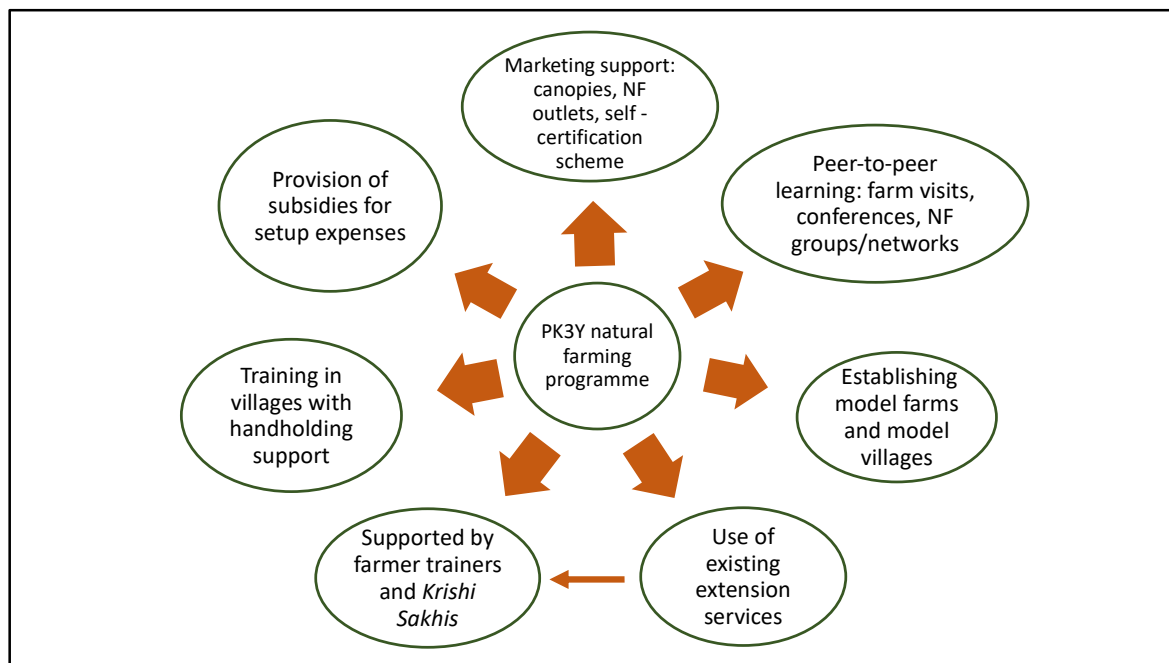 Marketing support:
canopies, NF
outlets, self -
certification
scheme
Peer-to-peer
learning: farm visits,
conferences, NF
groups/networks
Provision of
subsidies for
setup expenses
PK3Y natural
farming
programme
Establishing
model farms
and model
villages
Training in
villages with
handholding
support
Use of
existing
extension
services
Supported by
farmer trainers
and Krishi
Sakhis